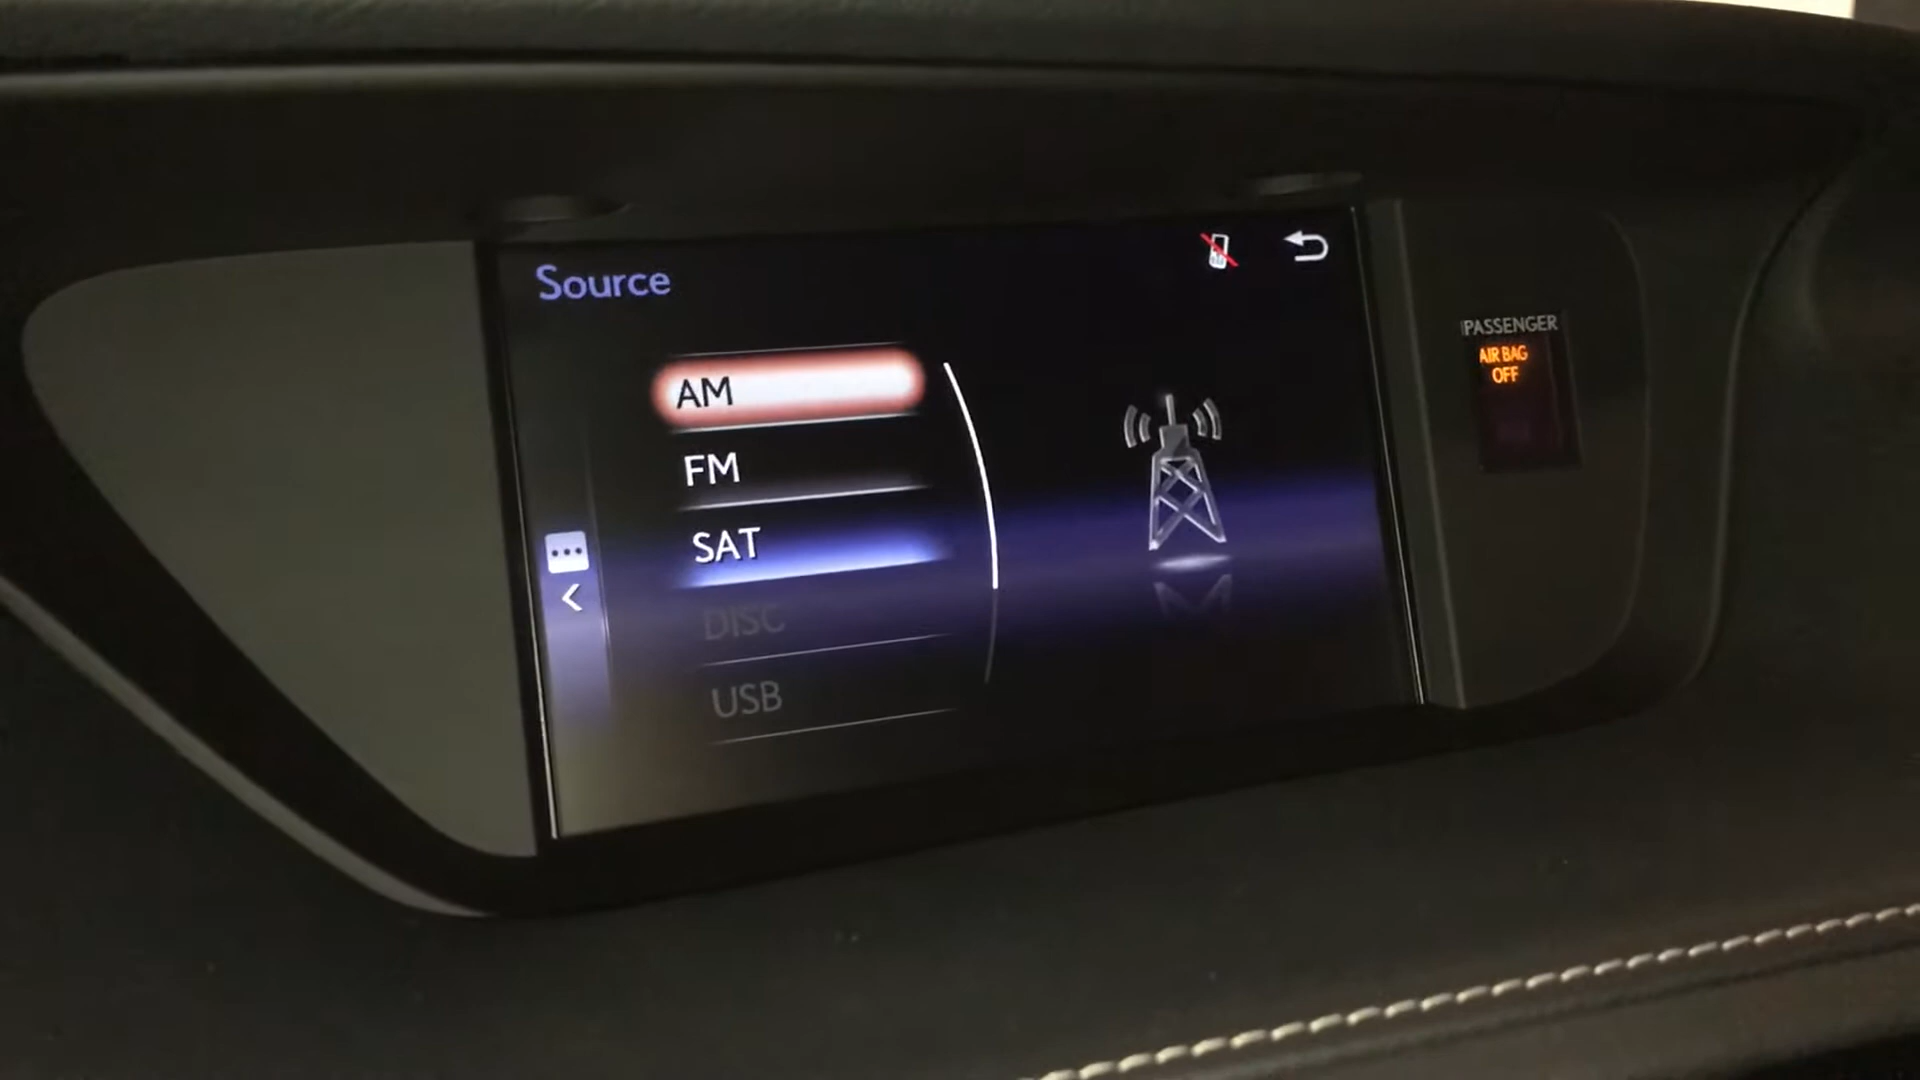 Source
AM
FM
SAT
DISC
USB
PASSENGER
AIR BAG
OFF